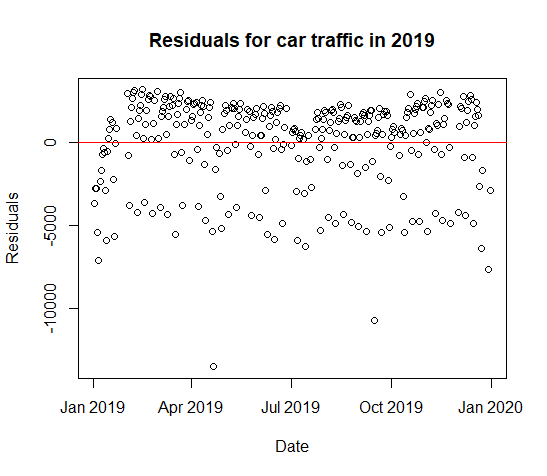 Residuals for car traffic in 2019
0
-5000
-10000
Residuals
Jan 2019 Apr 2019 Jul 2019 Oct 2019 Jan 2020
Date